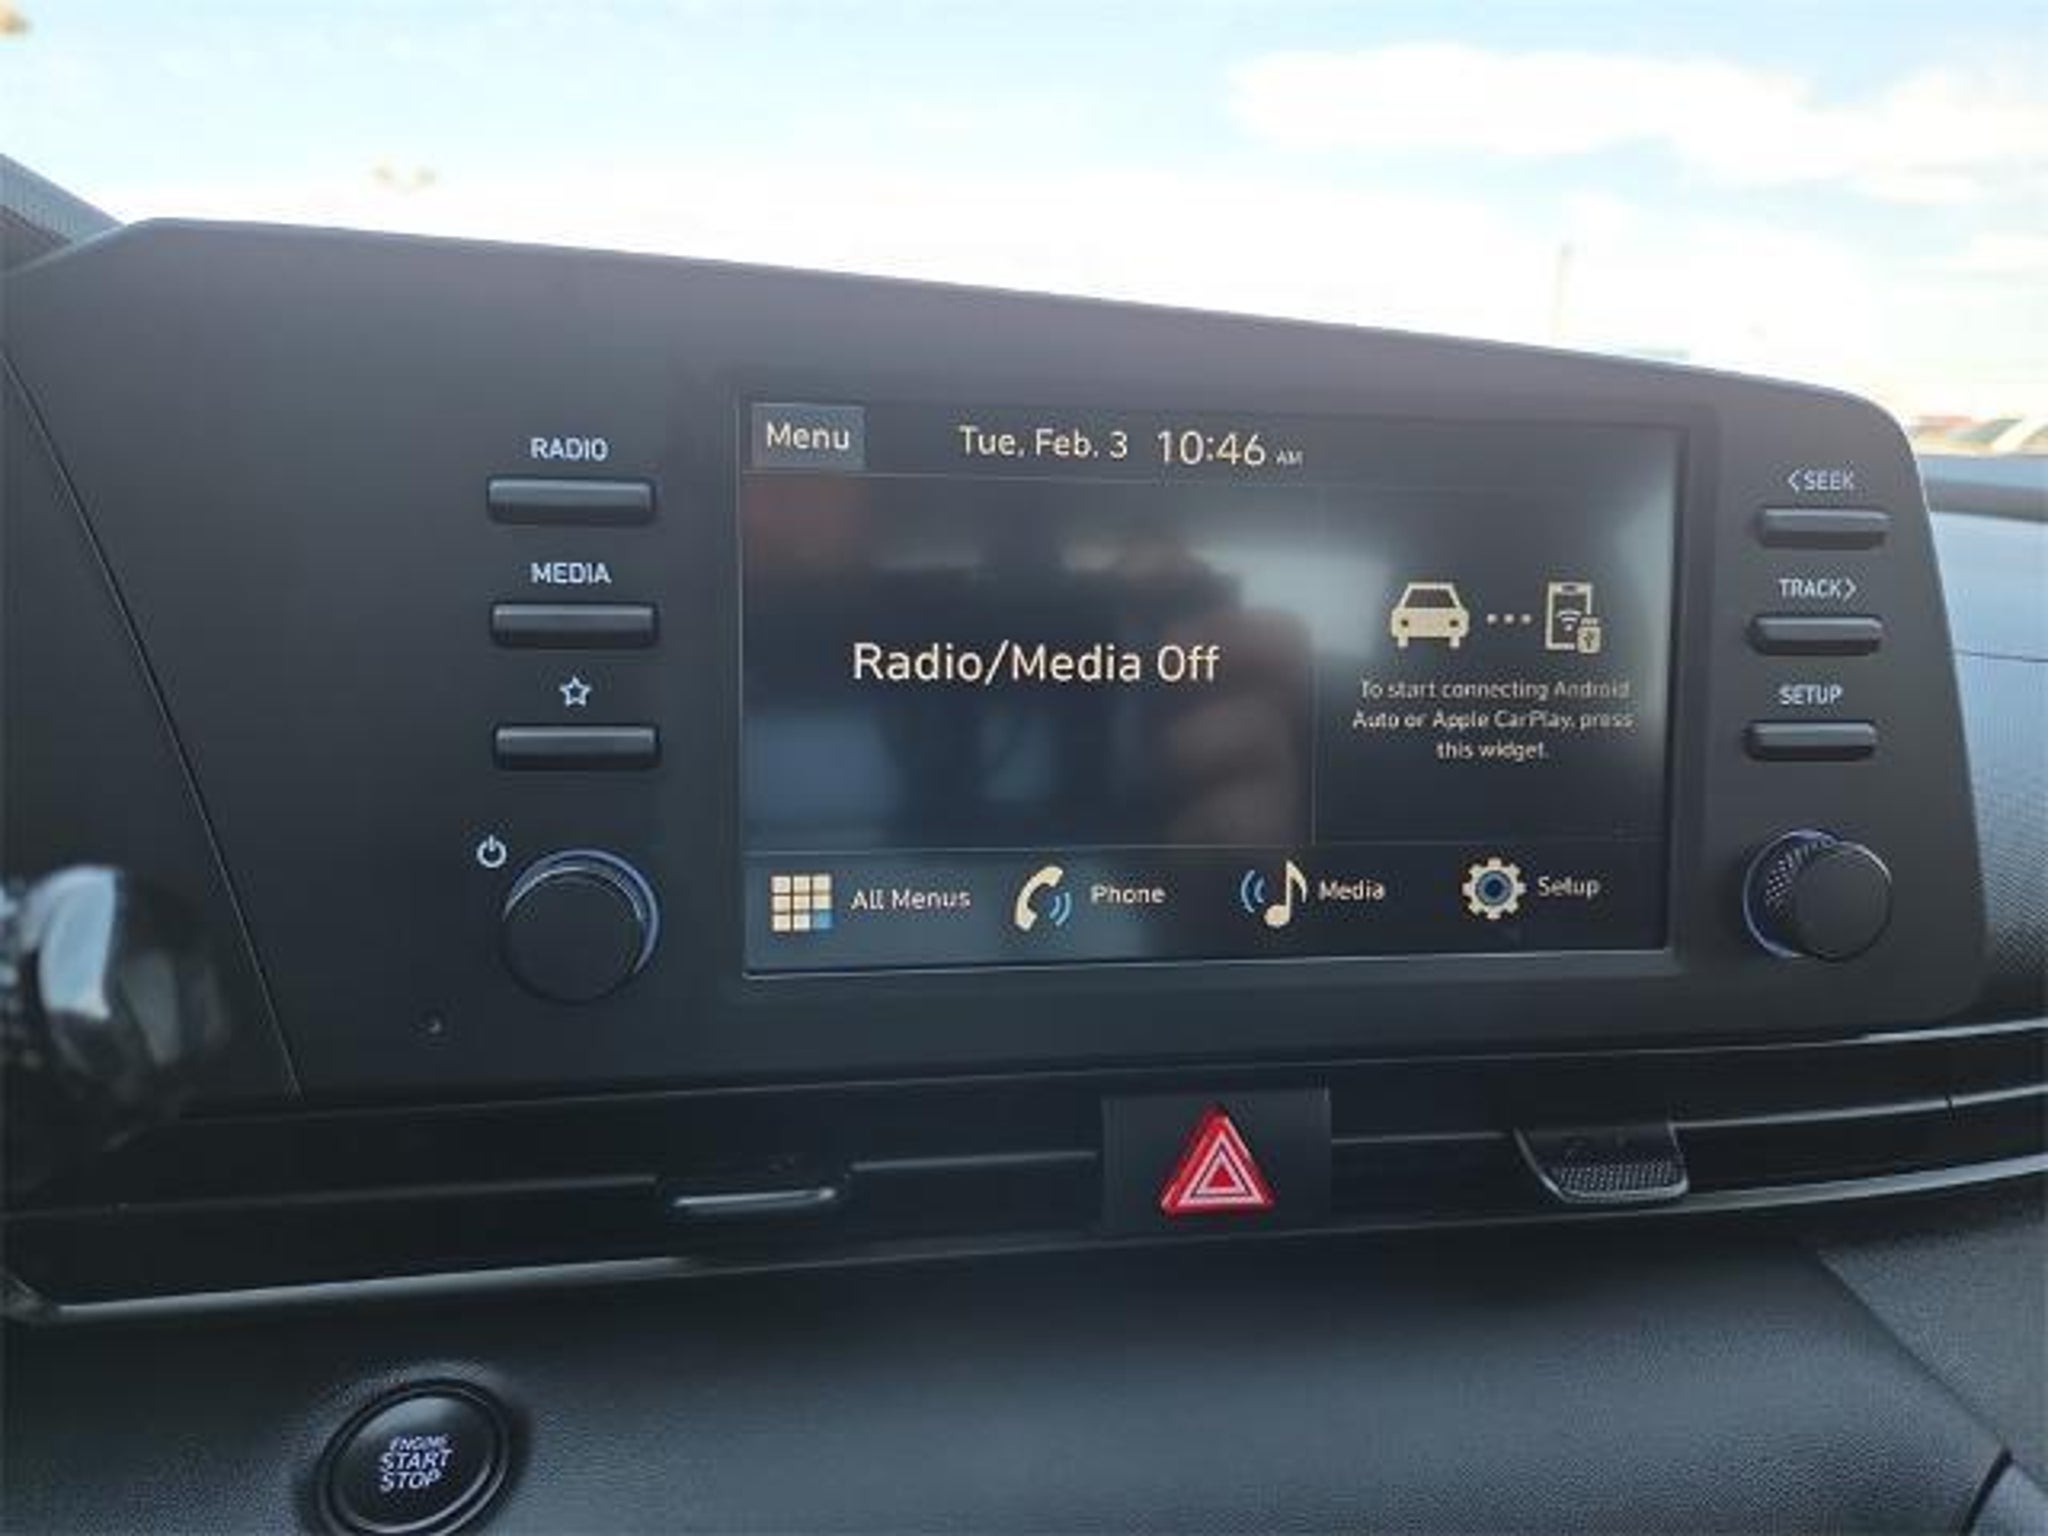 RADIO
MEDIA
Menu
Tue, Feb. 3 10:46 AM
Radio/Media Off
To start connecting Android
Auto or Apple CarPlay, press
this widget.
All Menus
Phone
Media
Setup
<SEEK
TRACK>
SETUP
ENGINE
START
STOP